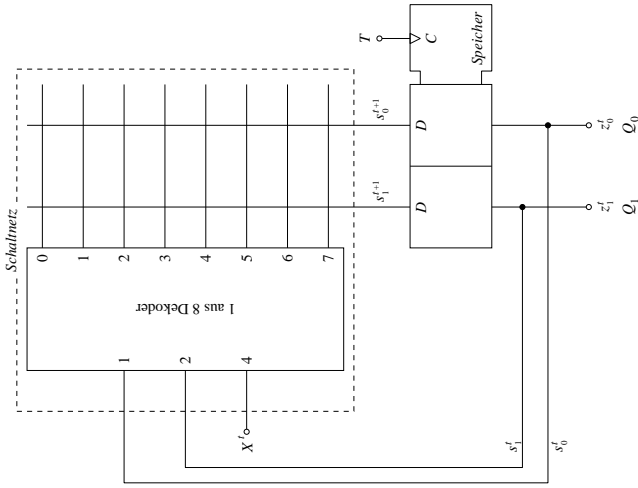 Schaltnetz
0
1
2
3
4
5
6
7
1 aus 8 Dekoder
1
2
4
X^t
s_1^{t+1}
s_0^{t+1}
T
C
Speicher
D
D
s_1^t
s_0^t
z_1^t
z_0^t
Q_1
Q_0